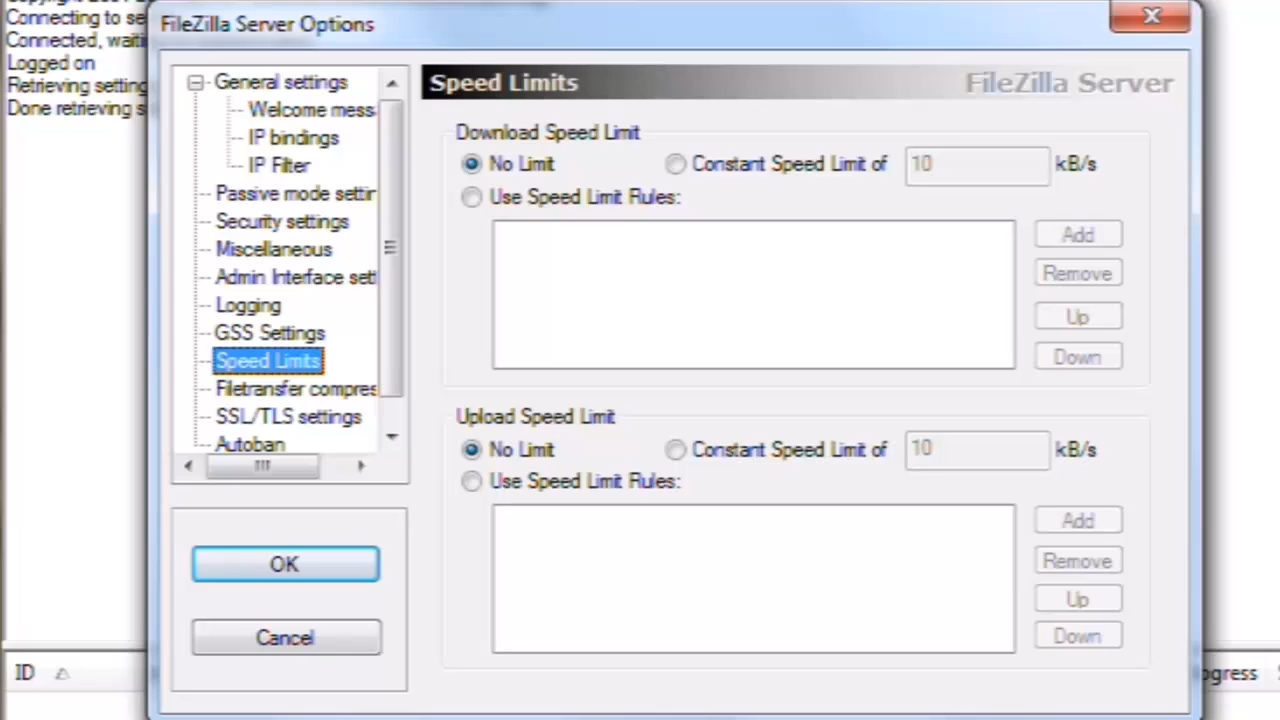 Connecting to se
Connected, waiti
Logged on
Retrieving setting
Done retrieving s
ID
ogress
FileZilla Server Options
General settings
Welcome mess
IP bindings
IP Filter
Passive mode settin
Security settings
Miscellaneous
Admin Interface sett
Logging
GSS Settings
Speed Limits
Filetransfer compres
SSL/TLS settings
Autoban
OK
Cancel
Speed Limits
FileZilla Server
Download Speed Limit
No Limit
Constant Speed Limit of 10 kB/s
Use Speed Limit Rules:
Add
Remove
Up
Down
Upload Speed Limit
No Limit
Constant Speed Limit of 10 kB/s
Use Speed Limit Rules:
Add
Remove
Up
Down